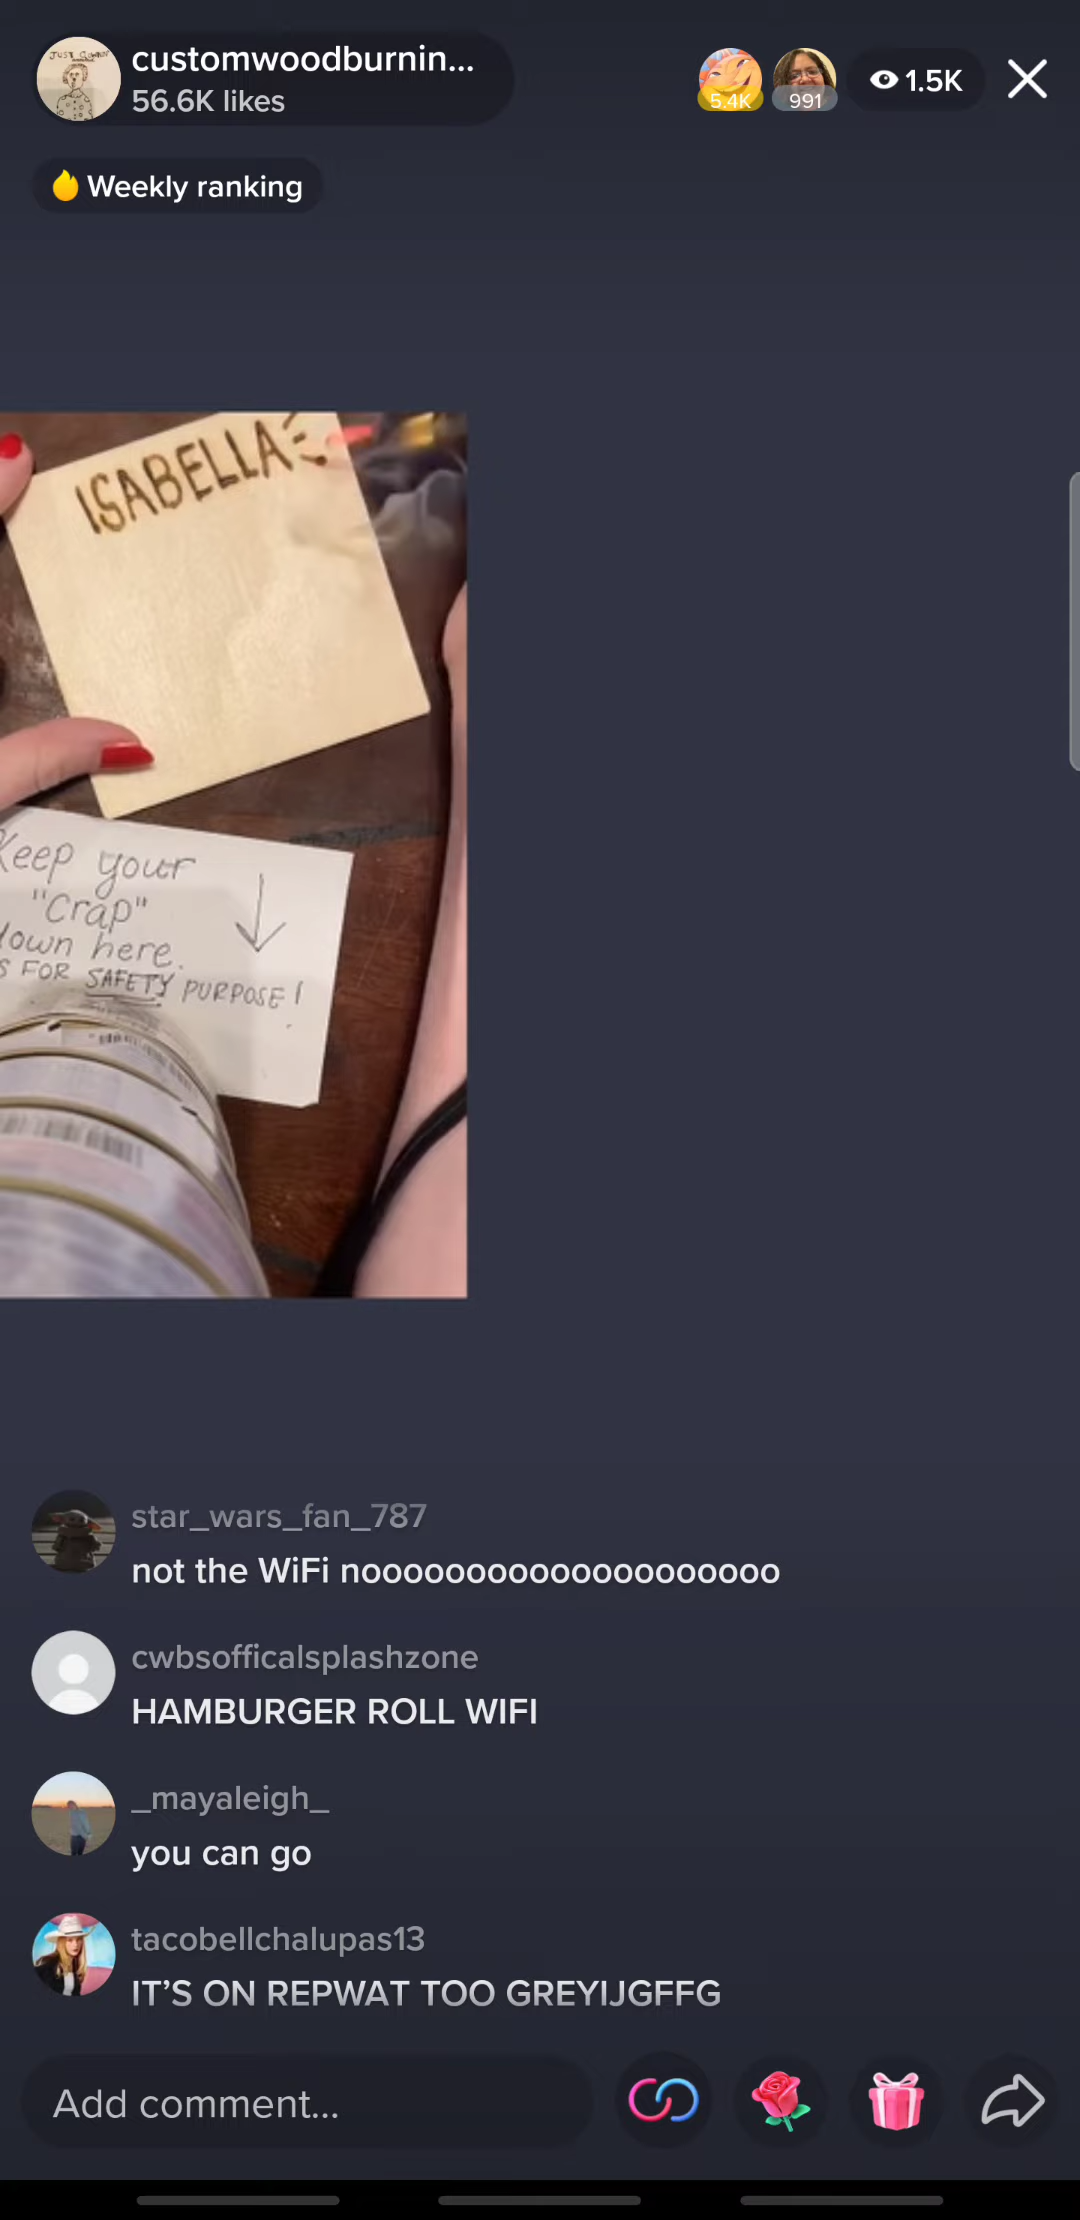 customwoodburnin...
56.6K likes
5.4K
991
1.5K
Weekly ranking
ISABELLA
Keep your
"Crap"
down here.
FOR SAFETY PURPOSE!
star_wars_fan_787
not the WiFi noooooooooooooooooooo
cwbsofficalsplashzone
HAMBURGER ROLL WIFI
_mayaleigh_
you can go
tacobellchalupas13
IT'S ON REPWAT TOO GREYIJGFFG
Add comment...